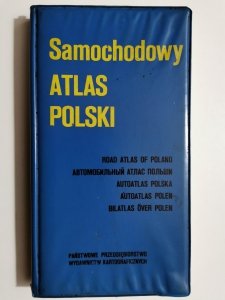 Samochodowy
ATLAS
POLSKI
ROAD ATLAS OF POLAND
АВТОМОБИЛЬНЫЙ АТЛАС ПОЛЬШИ
AUTOATLAS POLSKA
AUTOATLAS POLEN
BILATLAS ÖVER POLEN
PAŃSTWOWE PRZEDSIĘBIORSTWO
WYDAWNICTW KARTOGRAFICZNYCH